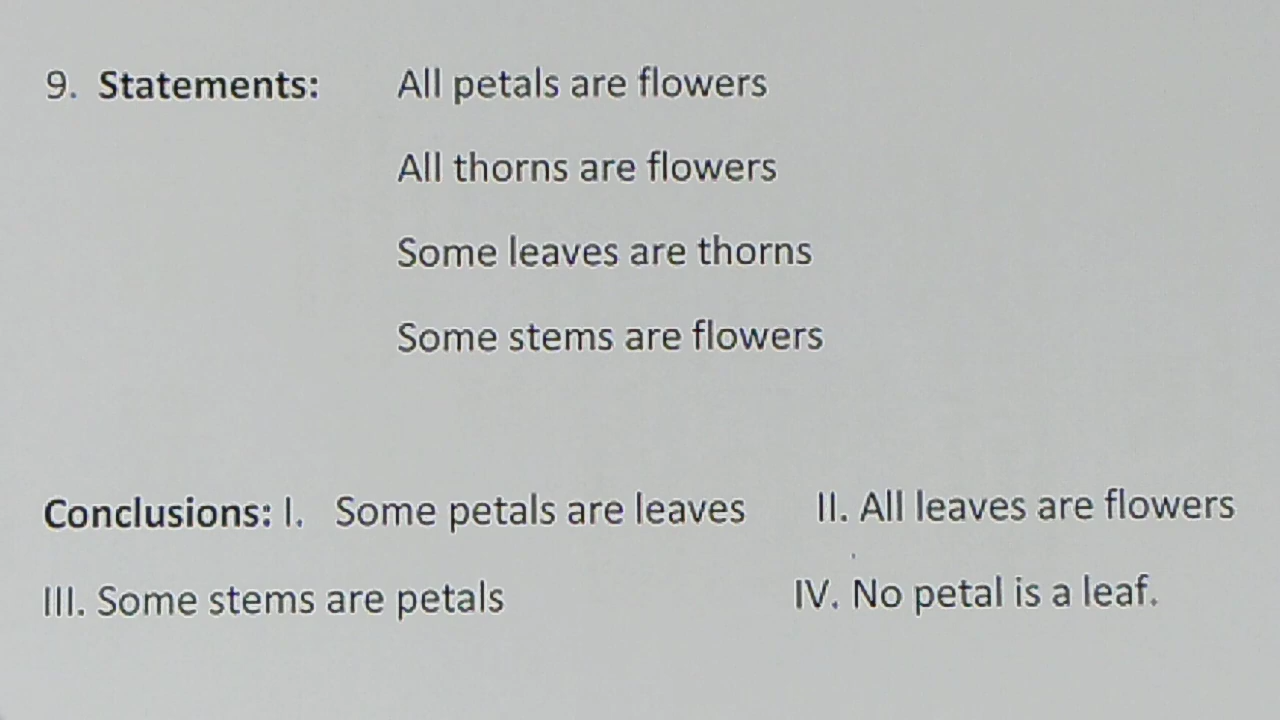 9. Statements: All petals are flowers
All thorns are flowers
Some leaves are thorns
Some stems are flowers
Conclusions: I. Some petals are leaves II. All leaves are flowers
III. Some stems are petals IV. No petal is a leaf.